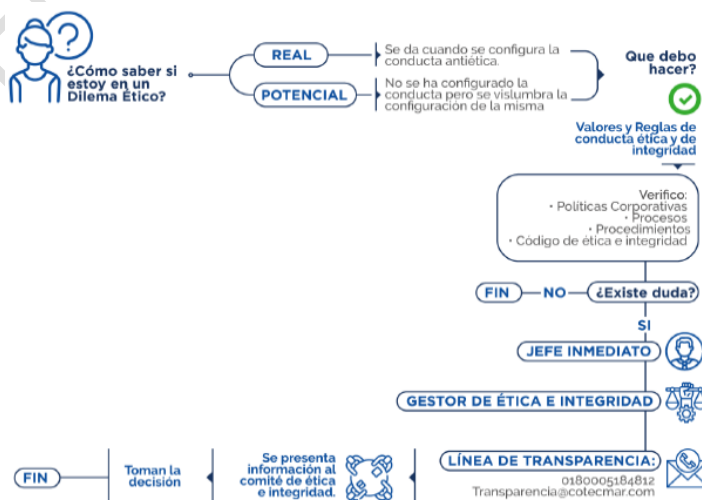 ¿Cómo saber si
estoy en un
Dilema Ético?
REAL
Se da cuando se configura la
conducta antiética.
POTENCIAL
No se ha configurado la
conducta pero se vislumbra la
configuración de la misma
Que debo
hacer?
Valores y Reglas de
conducta ética y de
integridad
Verifico:
· Políticas Corporativas
· Procesos
· Procedimientos
· Código de ética e integridad
FIN
NO
¿Existe duda?
SI
JEFE INMEDIATO
GESTOR DE ÉTICA E INTEGRIDAD
LÍNEA DE TRANSPARENCIA:
0180005184812
Transparencia@cotecmar.com
Se presenta
información al
comité de ética
e integridad.
Toman la
decisión
FIN